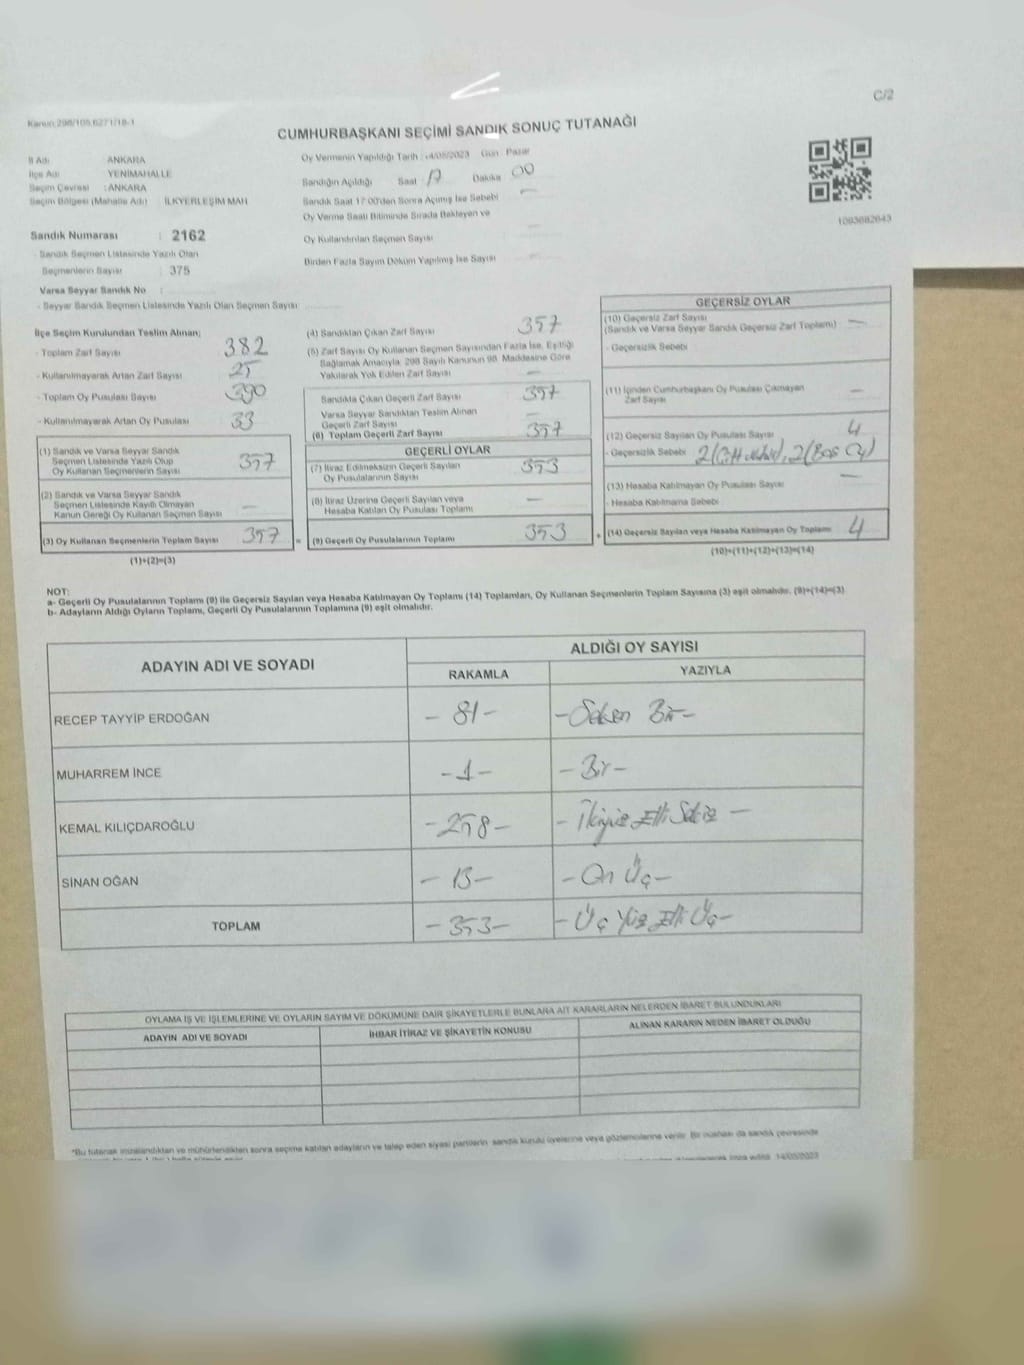 C/2
Kanun:298/105,6271/18-1
CUMHURBAŞKANI SEÇİMİ SANDIK SONUÇ TUTANAĞI
İl Adı : ANKARA
İlçe Adı : YENİMAHALLE
Seçim Çevresi : ANKARA
Seçim Bölgesi (Mahalle Adı) : İLKYERLEŞİM MAH
Sandık Numarası : 2162
- Sandık Seçmen Listesinde Yazılı Olan
Seçmenlerin Sayısı : 375
Varsa Seyyar Sandık No :
- Seyyar Sandık Seçmen Listesinde Yazılı Olan Seçmen Sayısı :
Oy Vermenin Yapıldığı Tarih : 14/05/2023 Gün : Pazar
Sandığın Açıldığı Saat 17 Dakika 00
Sandık Saat 17:00'den Sonra Açılmış İse Sebebi —
Oy Verme Saati Bitiminde Sırada Bekleyen ve
Oy Kullandırılan Seçmen Sayısı —
Birden Fazla Sayım Döküm Yapılmış İse Sayısı —
1093682643
İlçe Seçim Kurulundan Teslim Alınan;
- Toplam Zarf Sayısı 382
- Kullanılmayarak Artan Zarf Sayısı 25
- Toplam Oy Pusulası Sayısı 390
- Kullanılmayarak Artan Oy Pusulası 33
(1) Sandık ve Varsa Seyyar Sandık
Seçmen Listesinde Yazılı Olup
Oy Kullanan Seçmenlerin Sayısı 357
(2) Sandık ve Varsa Seyyar Sandık
Seçmen Listesinde Kayıtlı Olmayan
Kanun Gereği Oy Kullanan Seçmen Sayısı —
(3) Oy Kullanan Seçmenlerin Toplam Sayısı 357 =
(1)+(2)=(3)
(4) Sandıktan Çıkan Zarf Sayısı 357
(5) Zarf Sayısı Oy Kullanan Seçmen Sayısından Fazla İse, Eşitliği
Sağlamak Amacıyla, 298 Sayılı Kanunun 98. Maddesine Göre
Yakılarak Yok Edilen Zarf Sayısı —
Sandıkta Çıkan Geçerli Zarf Sayısı 357
Varsa Seyyar Sandıktan Teslim Alınan
Geçerli Zarf Sayısı —
(6) Toplam Geçerli Zarf Sayısı 357
GEÇERLİ OYLAR
(7) İtiraz Edilmeksizin Geçerli Sayılan
Oy Pusulasının Sayısı 353
(8) İtiraz Üzerine Geçerli Sayılan veya
Hesaba Katılan Oy Pusulası Toplamı —
(9) Geçerli Oy Pusulalarının Toplamı 353 +
GEÇERSİZ OYLAR
(10) Geçersiz Zarf Sayısı —
(Sandık ve Varsa Seyyar Sandık Geçersiz Zarf Toplamı)
- Geçersizlik Sebebi
(11) İçinden Cumhurbaşkanı Oy Pusulası Çıkmayan
Zarf Sayısı —
(12) Geçersiz Sayılan Oy Pusulası Sayısı 4
- Geçersizlik Sebebi 2 (Çift Mühür), 2 (Boş Oy)
(13) Hesaba Katılmayan Oy Pusulası Sayısı —
- Hesaba Katılmama Sebebi
(14) Geçersiz Sayılan veya Hesaba Katılmayan Oy Toplamı 4
(10)+(11)+(12)+(13)=(14)
NOT:
a- Geçerli Oy Pusulalarının Toplamı (9) ile Geçersiz Sayılan veya Hesaba Katılmayan Oy Toplamı (14) Toplamları, Oy Kullanan Seçmenlerin Toplam Sayısına (3) eşit olmalıdır. (9)+(14)=(3)
b- Adayların Aldığı Oyların Toplamı, Geçerli Oy Pusulalarının Toplamına (9) eşit olmalıdır.
ADAYIN ADI VE SOYADI
ALDIĞI OY SAYISI
RAKAMLA YAZIYLA
RECEP TAYYİP ERDOĞAN - 81 - - Seksen Bir -
MUHARREM İNCE - 1 - - Bir -
KEMAL KILIÇDAROĞLU - 258 - - İkiyüz Elli Sekiz -
SİNAN OĞAN - 13 - - On Üç -
TOPLAM - 353 - - Üç Yüz Elli Üç -
OYLAMA İŞ VE İŞLEMLERİNE VE OYLARIN SAYIM VE DÖKÜMÜNE DAİR ŞİKAYETLERLE BUNLARA AİT KARARLARIN NELERDEN İBARET BULUNDUKLARI
ADAYIN ADI VE SOYADI İHBAR İTİRAZ VE ŞİKAYETİN KONUSU ALINAN KARARIN NEDEN İBARET OLDUĞU
*Bu tutanak imzalandıktan ve mühürlendikten sonra seçime katılan adayların ve talep eden siyasi partilerin sandık kurulu üyelerine veya gözlemcilerine verilir. Bir nüshası da sandık çevresinde
14/05/2023